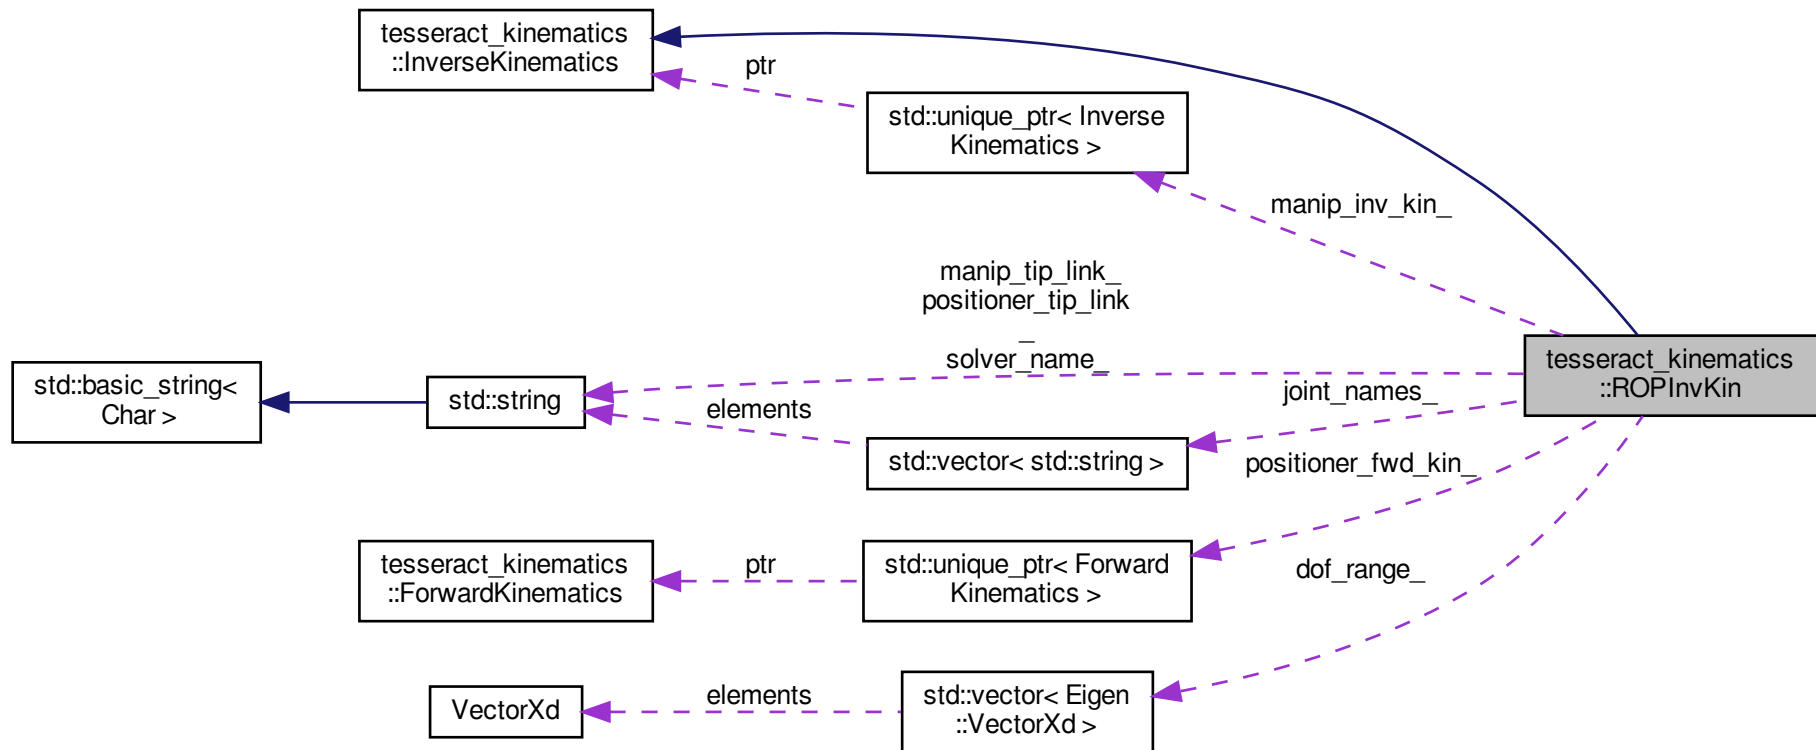 tesseract_kinematics
::InverseKinematics
ptr
std::unique_ptr< Inverse
Kinematics >
manip_inv_kin_
manip_tip_link_
positioner_tip_link
_
solver_name_
tesseract_kinematics
::ROPInvKin
std::basic_string<
Char >
std::string
elements
joint_names_
std::vector< std::string >
positioner_fwd_kin_
tesseract_kinematics
::ForwardKinematics
ptr
std::unique_ptr< Forward
Kinematics >
dof_range_
VectorXd
elements
std::vector< Eigen
::VectorXd >